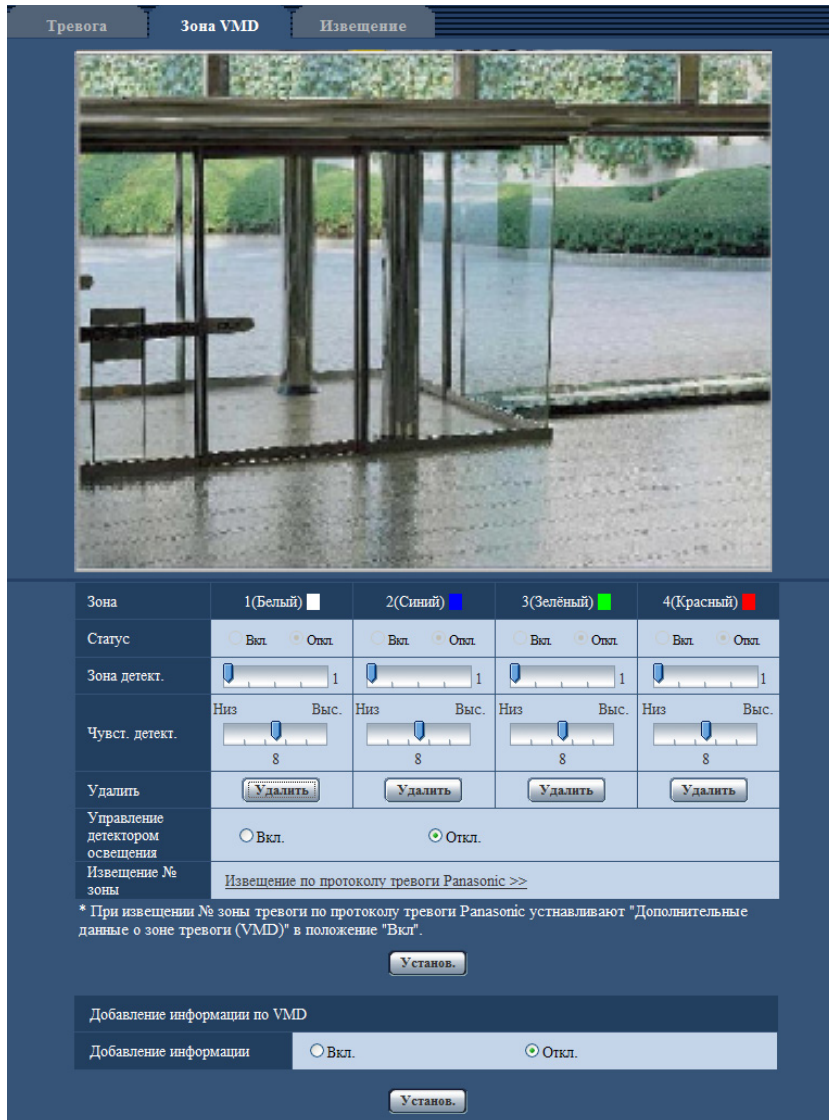 Тревога Зона VMD Извещение
Зона 1(Белый) 2(Синий) 3(Зелёный) 4(Красный)
Статус Вкл. Откл. Вкл. Откл. Вкл. Откл. Вкл. Откл.
Зона детект. 1 1 1 1
Низ Выс. Низ Выс. Низ Выс. Низ Выс.
Чувст. детект.
8 8 8 8
Удалить Удалить Удалить Удалить Удалить
Управление
детектором
освещения
Вкл. Откл.
Извещение №
зоны
Извещение по протоколу тревоги Panasonic >>
* При извещении № зоны тревоги по протоколу тревоги Panasonic устнавливают "Дополнительные
данные о зоне тревоги (VMD)" в положение "Вкл".
Установ.
Добавление информации по VMD
Добавление информации Вкл. Откл.
Установ.